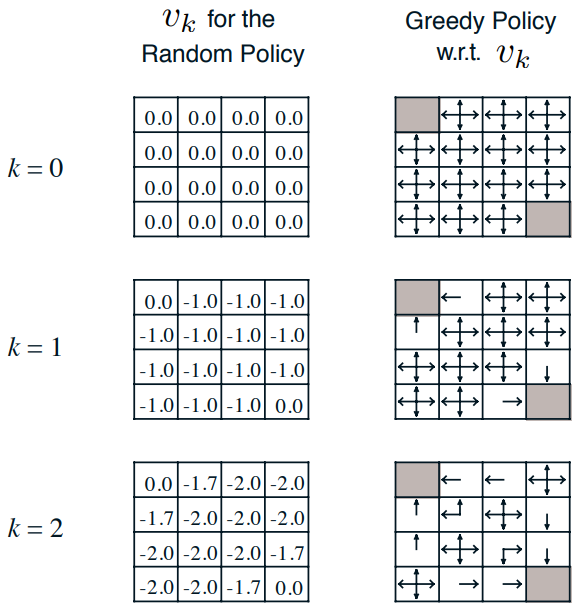 v_k for the
Random Policy
Greedy Policy
w.r.t. v_k
k = 0
0.0 0.0 0.0 0.0
0.0 0.0 0.0 0.0
0.0 0.0 0.0 0.0
0.0 0.0 0.0 0.0
k = 1
0.0 -1.0 -1.0 -1.0
-1.0 -1.0 -1.0 -1.0
-1.0 -1.0 -1.0 -1.0
-1.0 -1.0 -1.0 0.0
k = 2
0.0 -1.7 -2.0 -2.0
-1.7 -2.0 -2.0 -2.0
-2.0 -2.0 -2.0 -1.7
-2.0 -2.0 -1.7 0.0